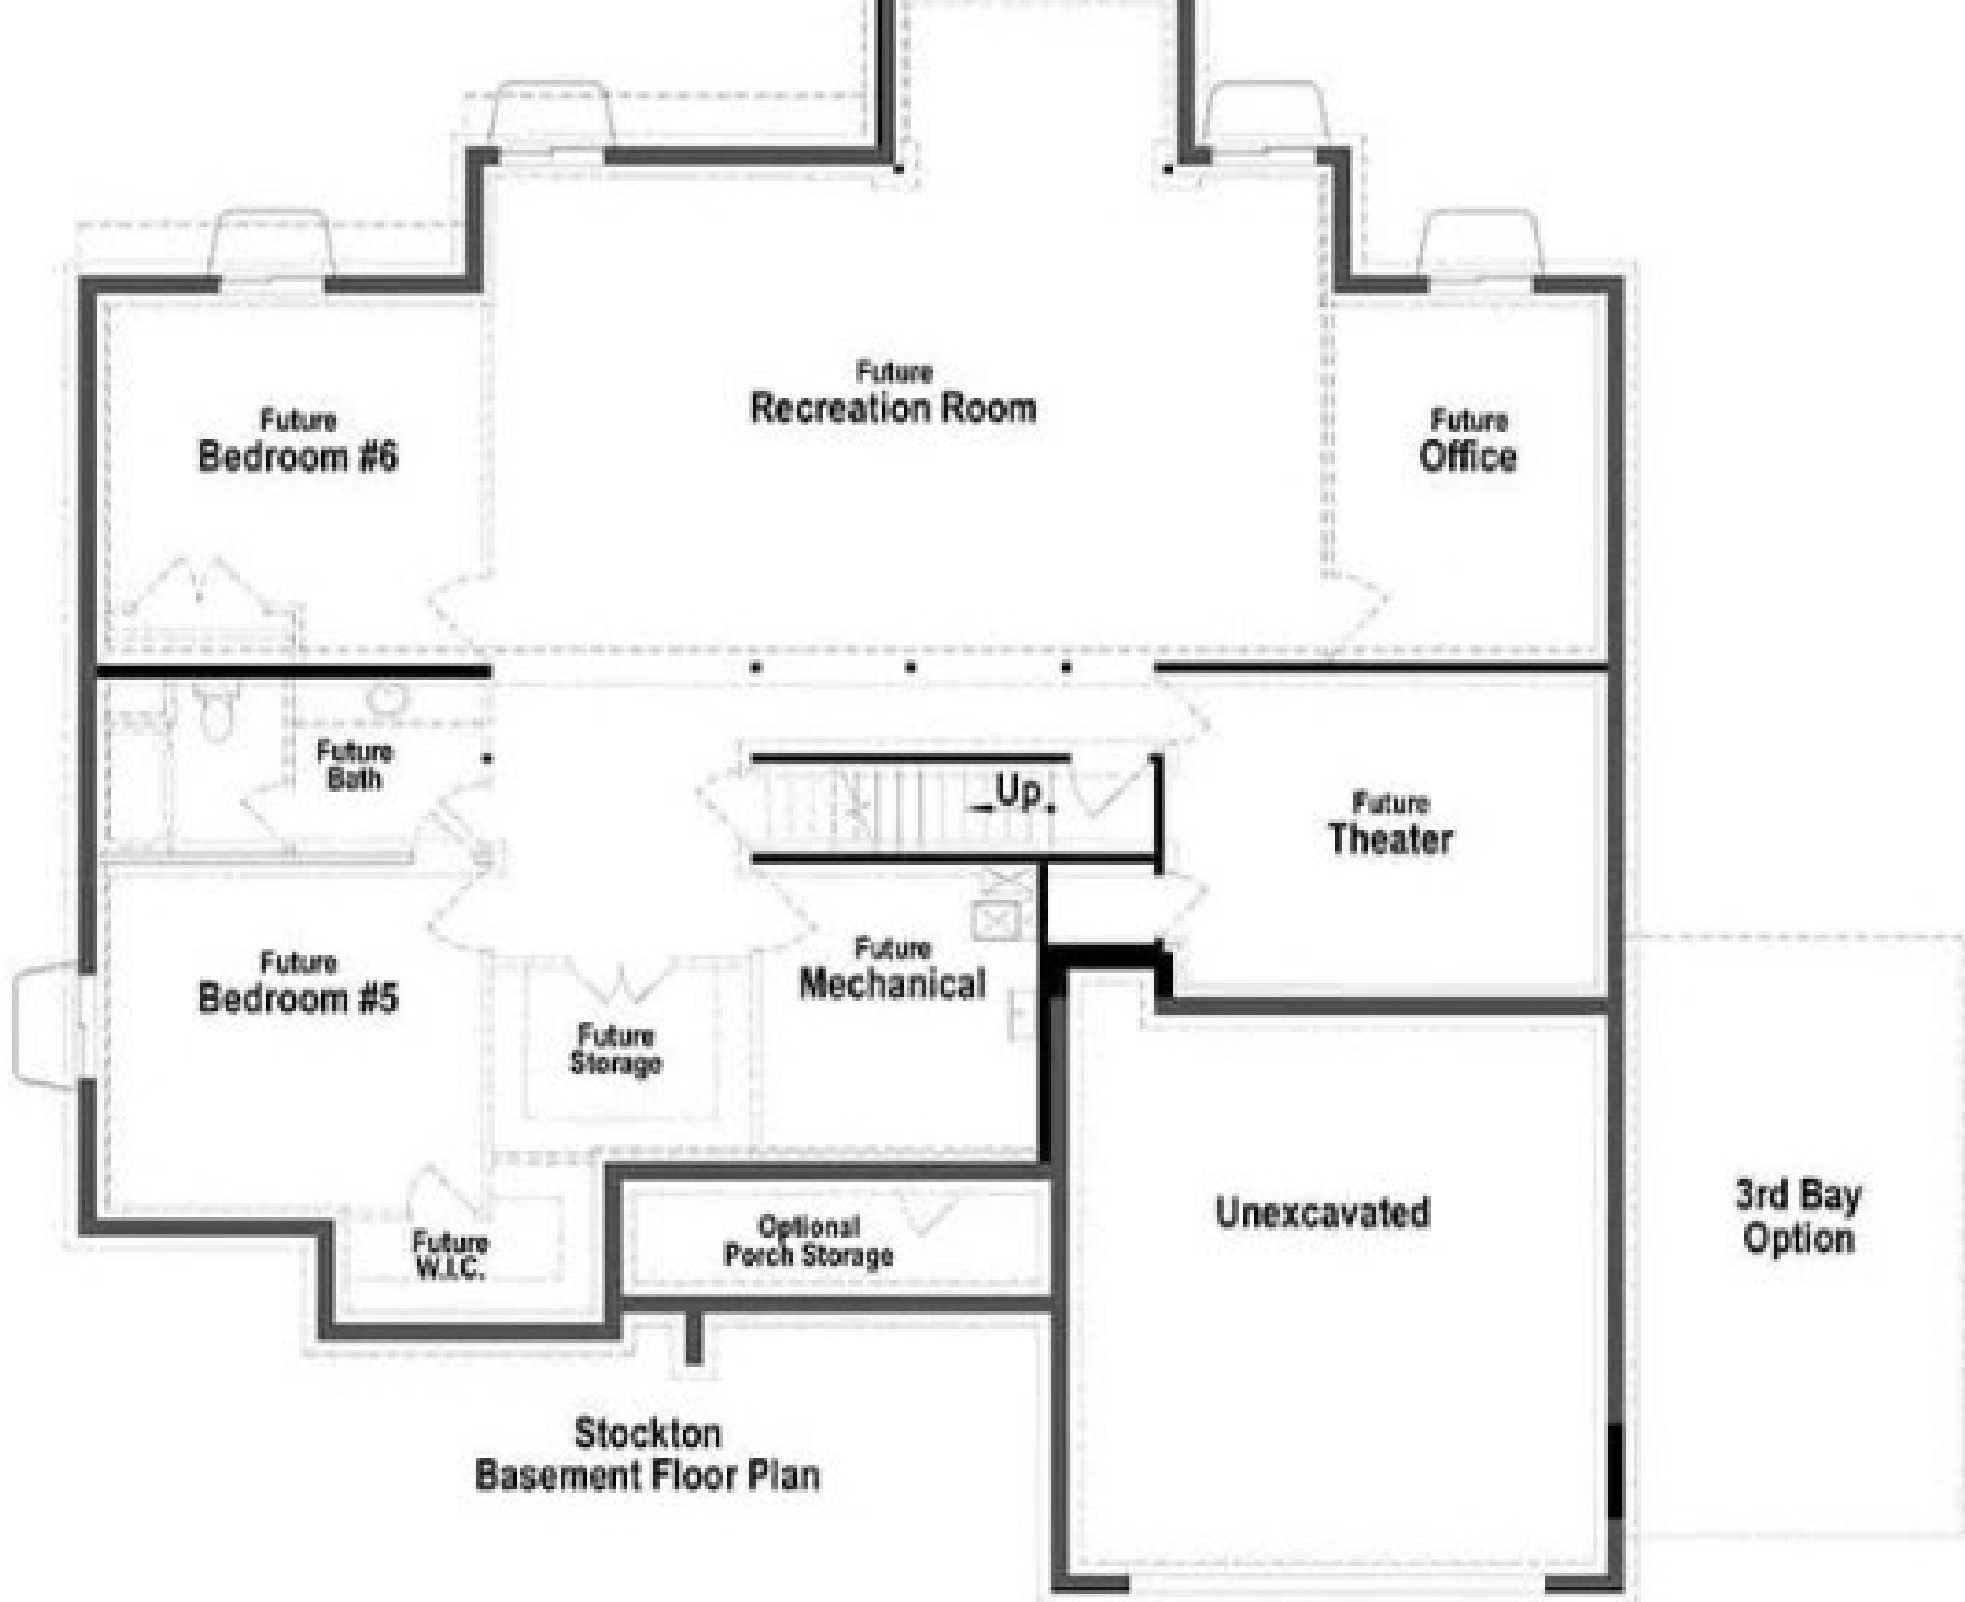 Future
Recreation Room
Future
Bedroom #6
Future
Office
Future
Bath
Up
Future
Theater
Future
Bedroom #5
Future
Mechanical
Future
Storage
Future
W.I.C.
Optional
Porch Storage
Unexcavated
3rd Bay
Option
Stockton
Basement Floor Plan